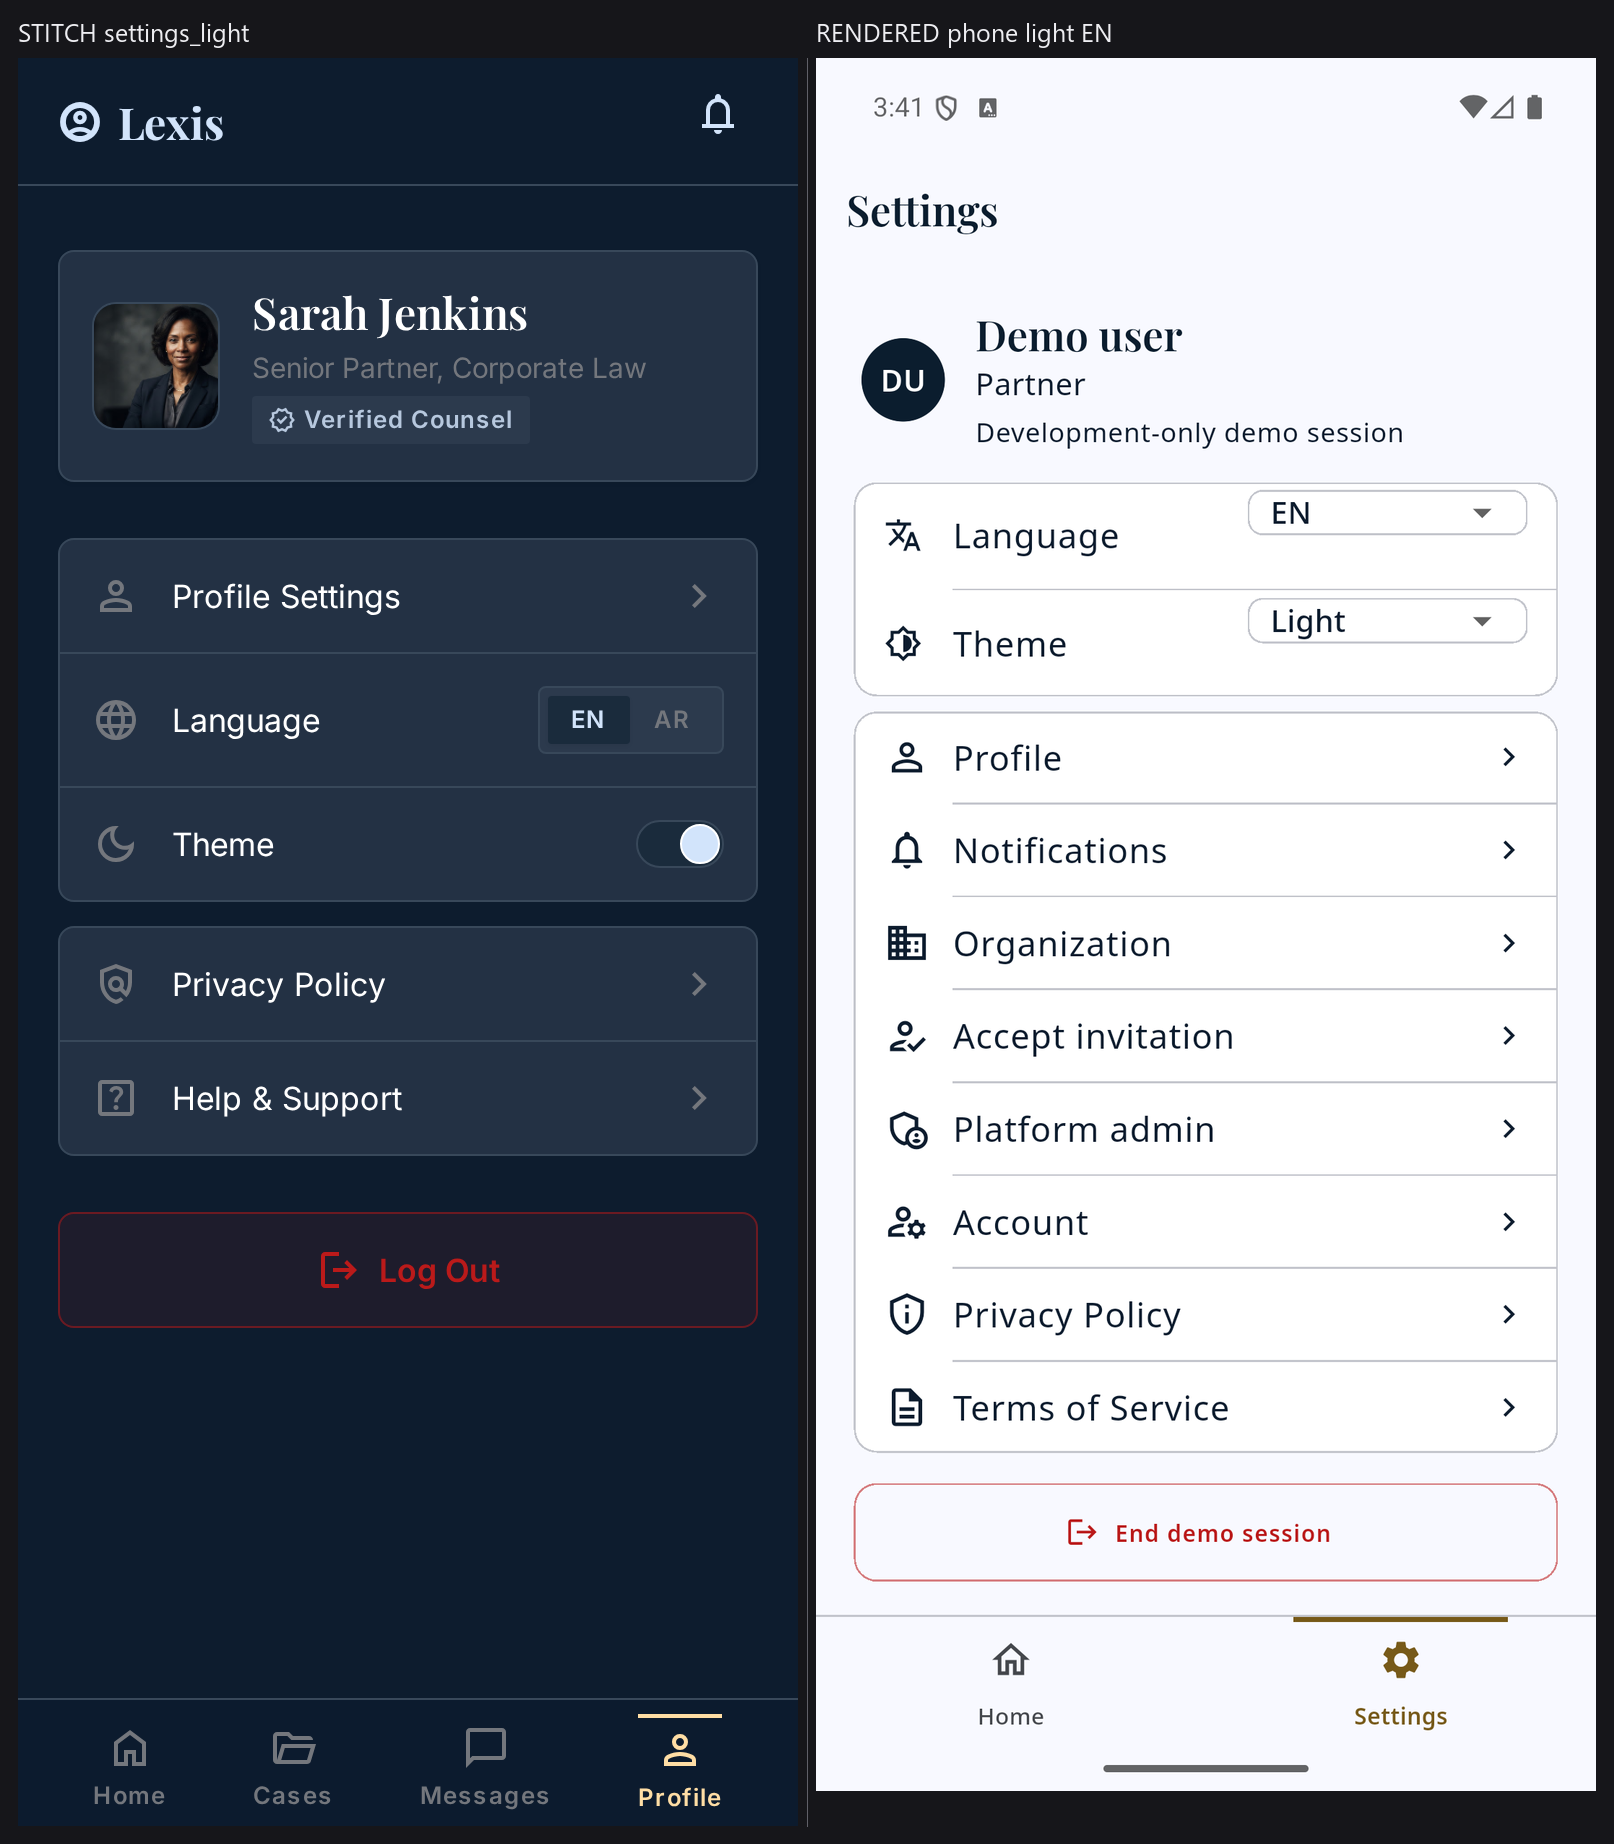 STITCH settings_light
Lexis
Sarah Jenkins
Senior Partner, Corporate Law
Verified Counsel
Profile Settings
Language
EN AR
Theme
Privacy Policy
Help & Support
Log Out
Home Cases Messages Profile
RENDERED phone light EN
3:41
Settings
DU
Demo user
Partner
Development-only demo session
Language
EN
Theme
Light
Profile
Notifications
Organization
Accept invitation
Platform admin
Account
Privacy Policy
Terms of Service
End demo session
Home Settings